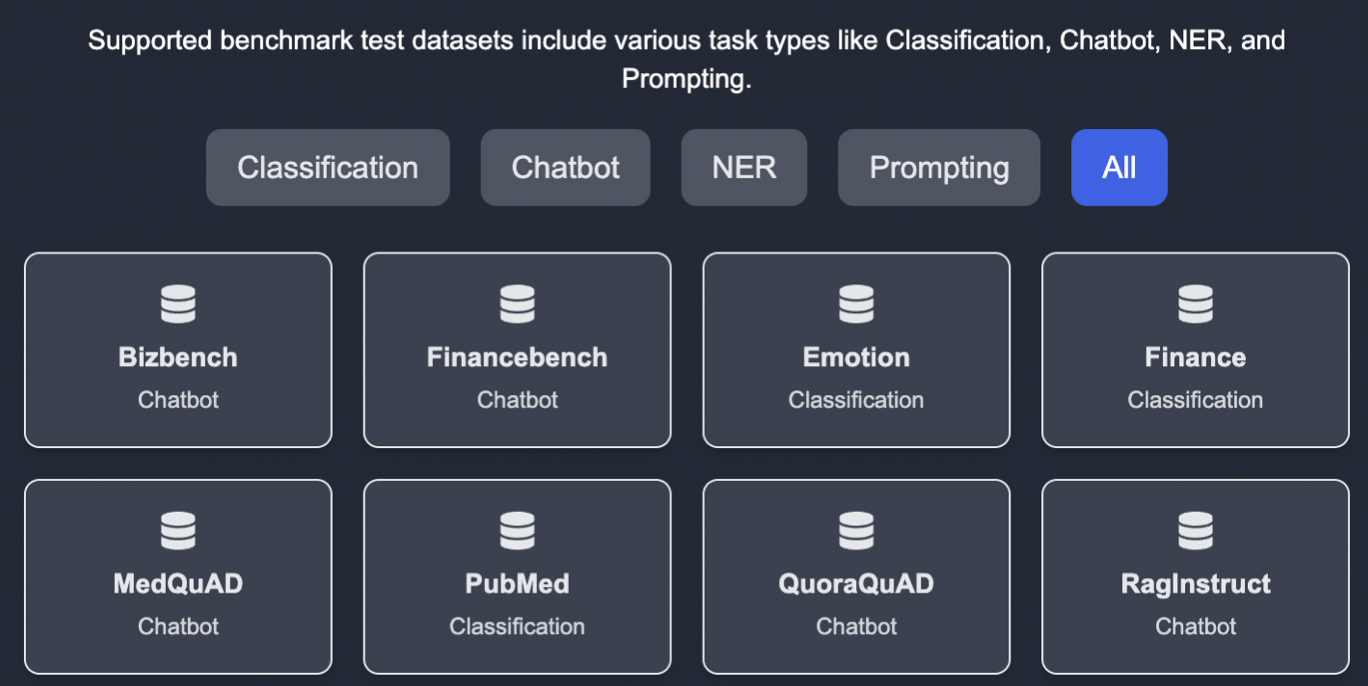 Supported benchmark test datasets include various task types like Classification, Chatbot, NER, and
Prompting.
Classification
Chatbot
NER
Prompting
All
Bizbench
Chatbot
Financebench
Chatbot
Emotion
Classification
Finance
Classification
MedQuAD
Chatbot
PubMed
Classification
QuoraQuAD
Chatbot
RagInstruct
Chatbot